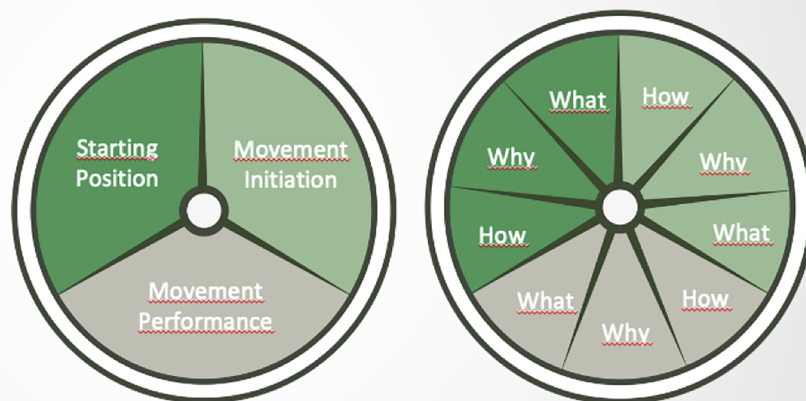 Starting
Position
Movement
Initiation
Movement
Performance
What
How
Why
Why
How
What
What
How
Why